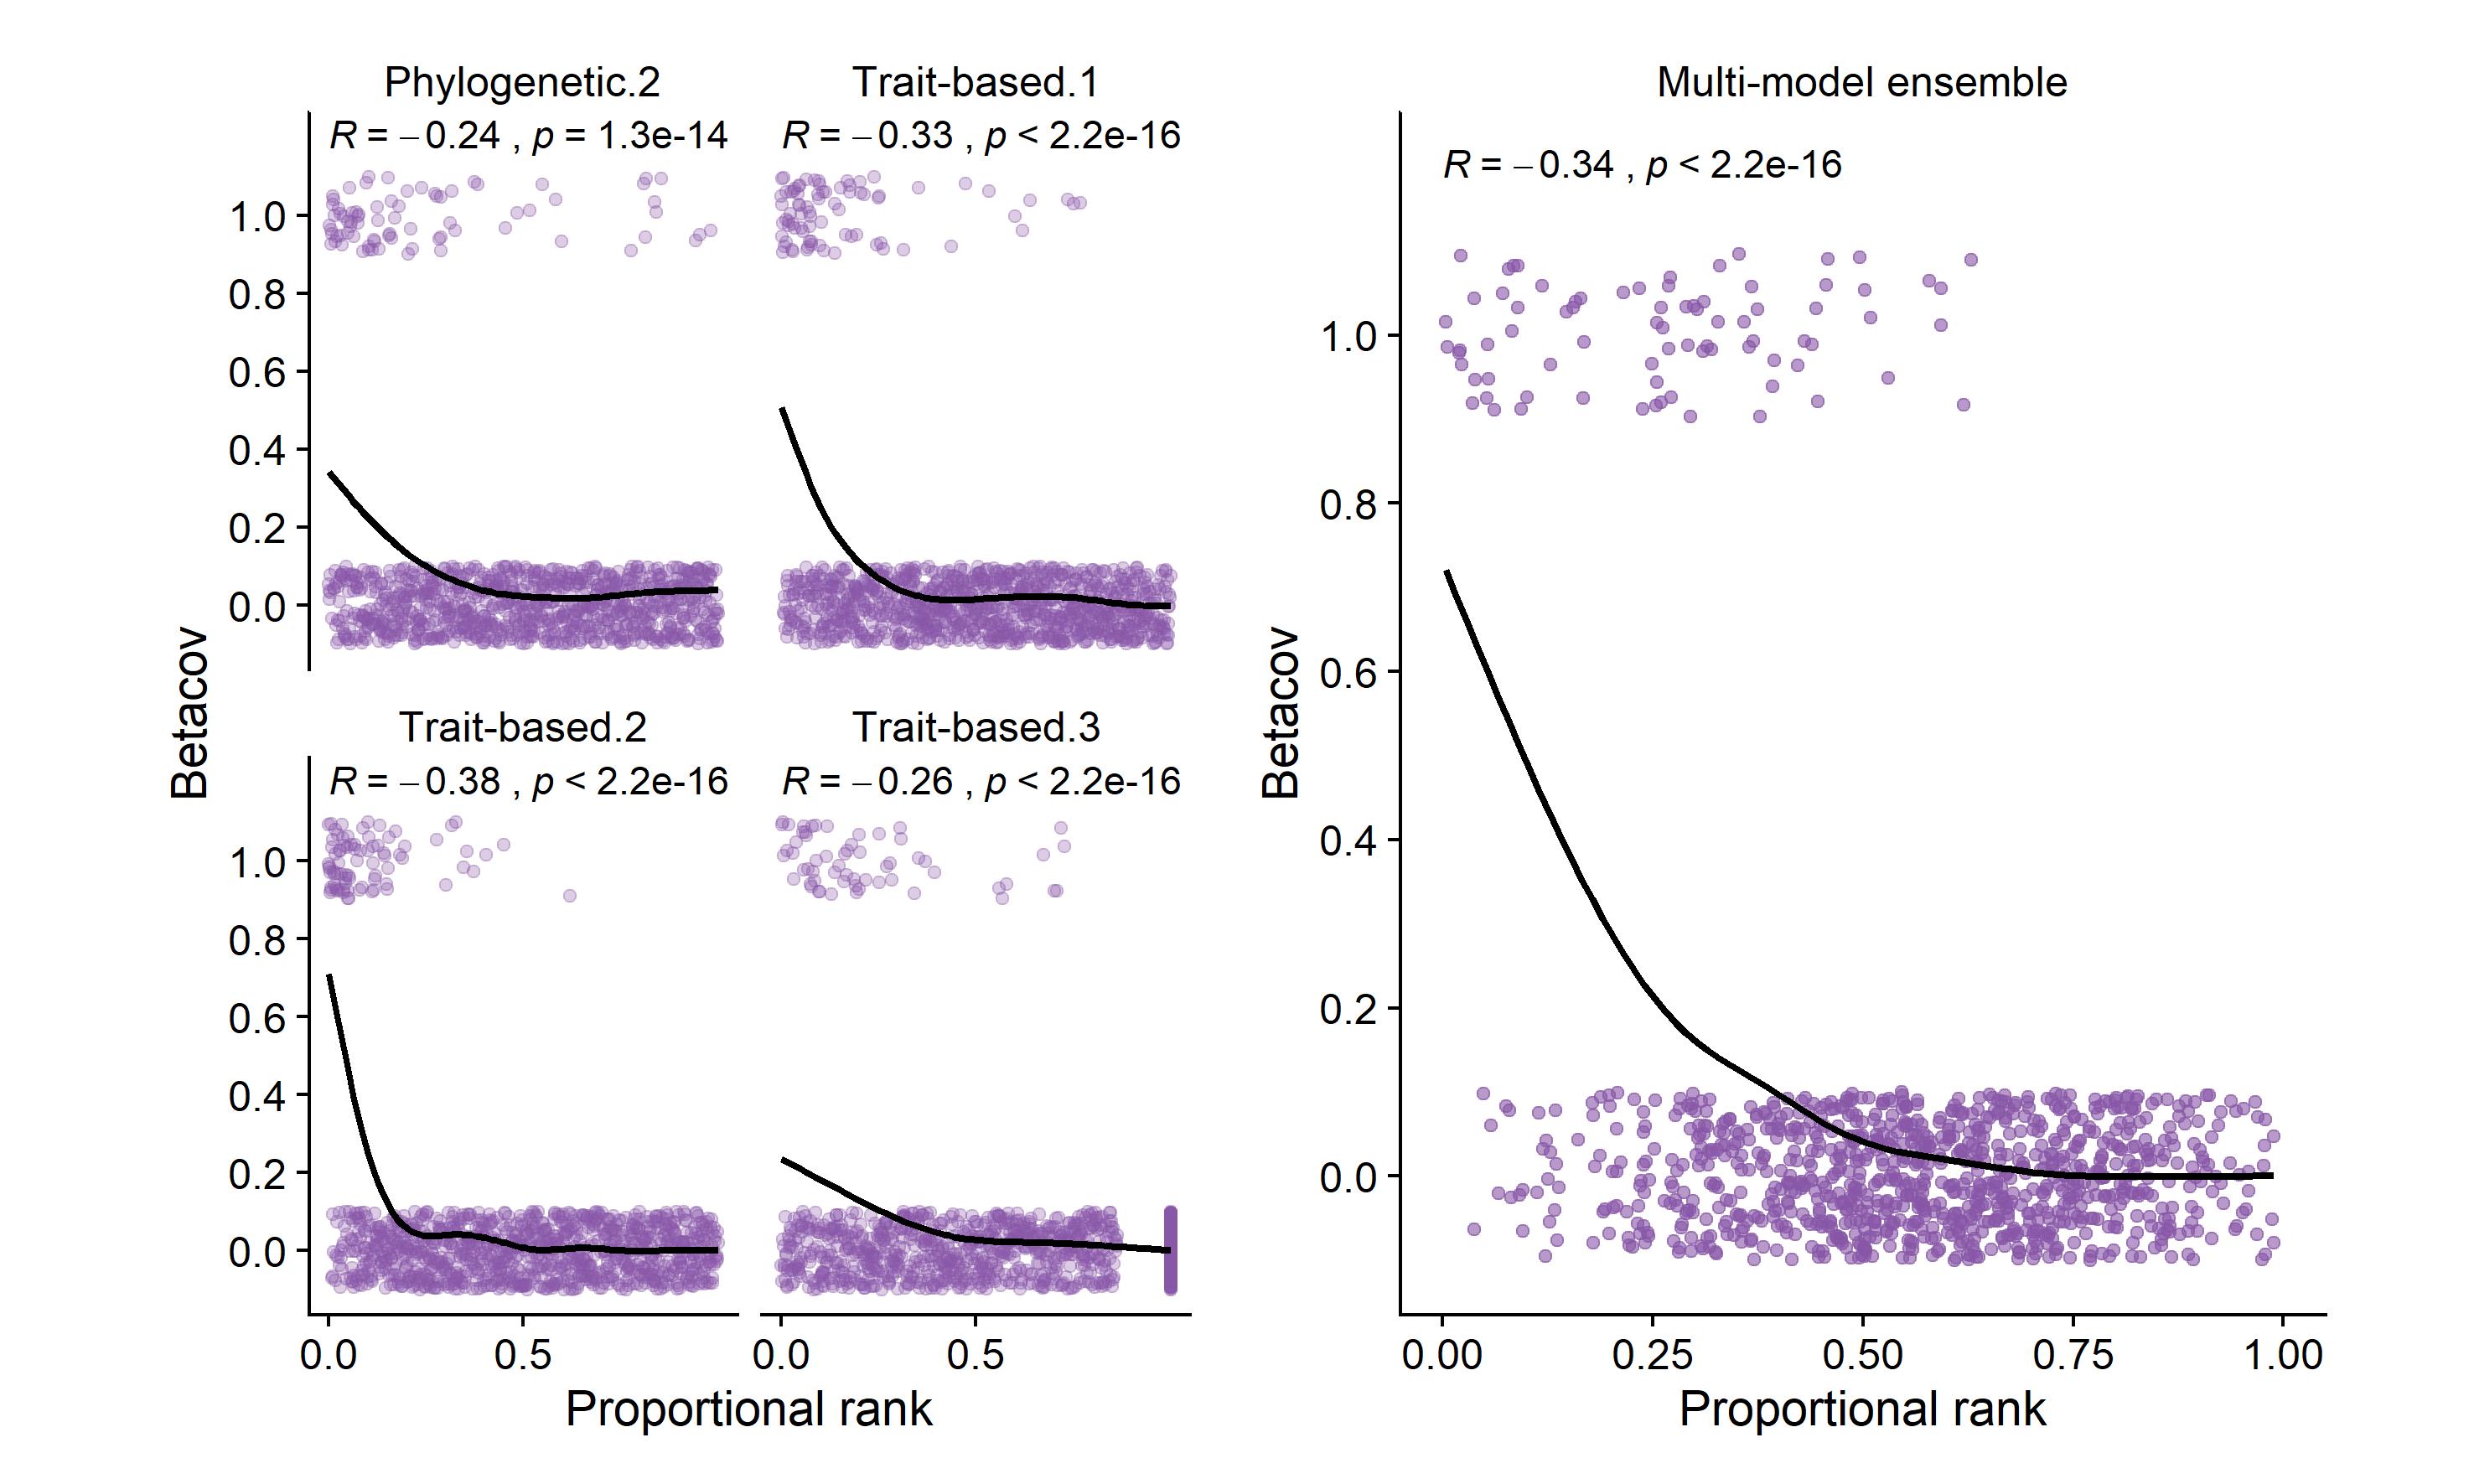 Phylogenetic.2
R = −0.24 , p = 1.3e-14
1.0
0.8
0.6
0.4
0.2
0.0
Trait-based.1
R = −0.33 , p < 2.2e-16
Betacov
Trait-based.2
R = −0.38 , p < 2.2e-16
1.0
0.8
0.6
0.4
0.2
0.0
0.0 0.5
Trait-based.3
R = −0.26 , p < 2.2e-16
0.0 0.5
Proportional rank
Multi-model ensemble
R = −0.34 , p < 2.2e-16
Betacov
1.0
0.8
0.6
0.4
0.2
0.0
0.00 0.25 0.50 0.75 1.00
Proportional rank